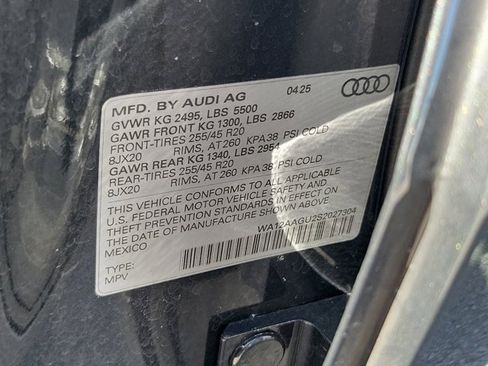 MFD. BY AUDI AG 04.25
GVWR KG 2495, LBS 5500
GAWR FRONT KG 1300, LBS 2866
FRONT-TIRES 255/45 R20
8JX20 RIMS, AT 260 KPA 38 PSI COLD
GAWR REAR KG 1340, LBS 2954
REAR-TIRES 255/45 R20
8JX20 RIMS, AT 260 KPA 38 PSI COLD
THIS VEHICLE CONFORMS TO ALL APPLICABLE
U.S. FEDERAL MOTOR VEHICLE SAFETY AND
THEFT PREVENTION STANDARDS IN EFFECT ON
THE DATE OF MANUFACTURE SHOWN ABOVE.
MEXICO
WA12AAGU2S2027304
TYPE:
MPV